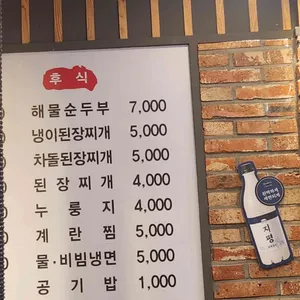 후식
해물순두부 7,000
냉이된장찌개 5,000
차돌된장찌개 5,000
된장찌개 4,000
누룽지 4,000
계란찜 5,000
물·비빔냉면 5,000
공기밥 1,000
지평